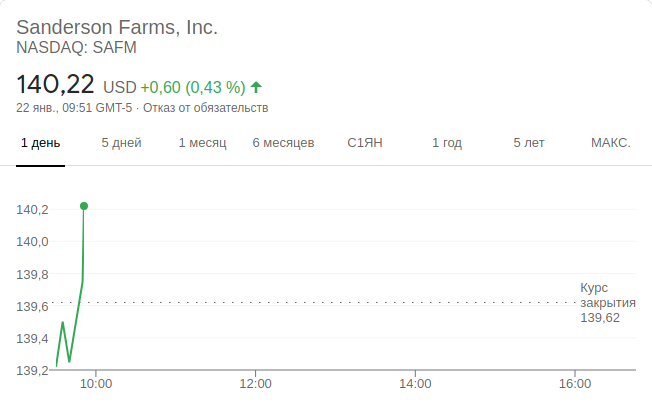 Sanderson Farms, Inc.
NASDAQ: SAFM
140,22 USD +0,60 (0,43 %)
22 янв., 09:51 GMT-5 · Отказ от обязательств
1 день 5 дней 1 месяц 6 месяцев С1ЯН 1 год 5 лет МАКС.
140,2
140,0
139,8
139,6
139,4
139,2
Курс
закрытия
139,62
10:00 12:00 14:00 16:00